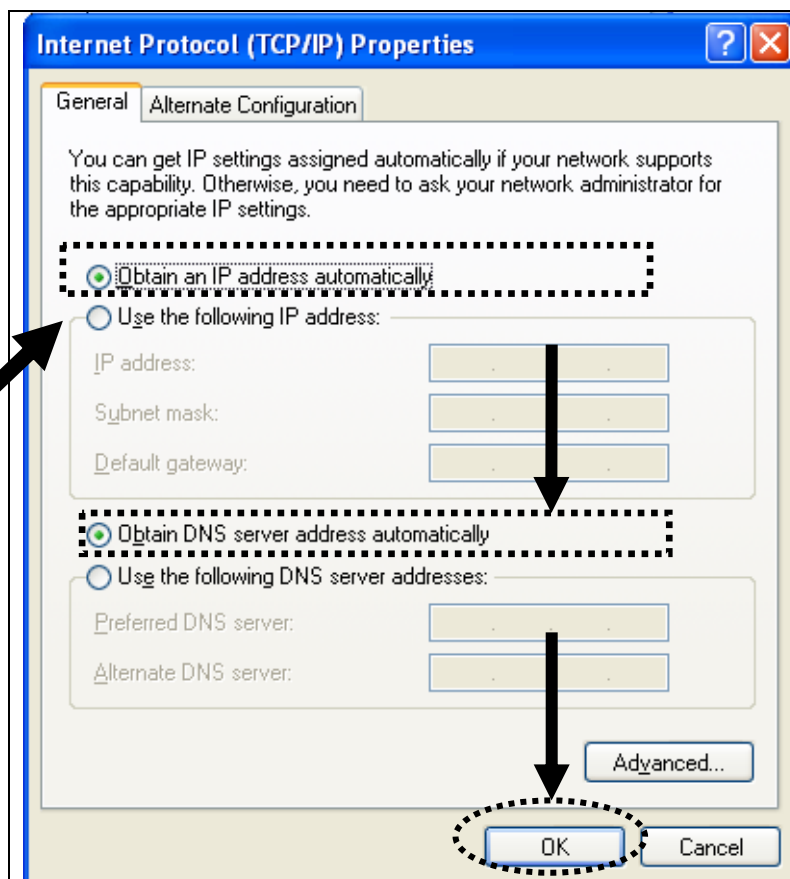 Internet Protocol (TCP/IP) Properties
General Alternate Configuration
You can get IP settings assigned automatically if your network supports
this capability. Otherwise, you need to ask your network administrator for
the appropriate IP settings.
Obtain an IP address automatically
Use the following IP address:
IP address:
Subnet mask:
Default gateway:
Obtain DNS server address automatically
Use the following DNS server addresses:
Preferred DNS server:
Alternate DNS server:
Advanced...
OK Cancel